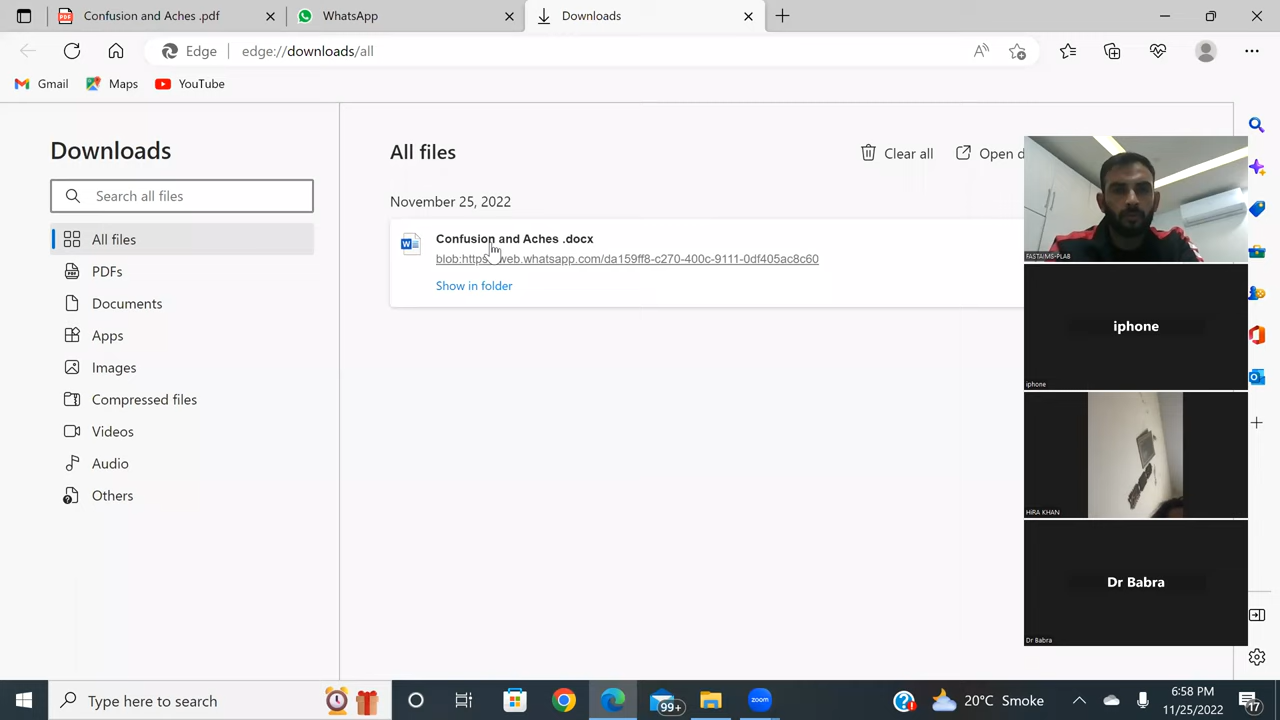 Confusion and Aches .pdf
WhatsApp
Downloads
Edge
edge://downloads/all
Gmail
Maps
YouTube
Downloads
Search all files
All files
PDFs
Documents
Apps
Images
Compressed files
Videos
Audio
Others
All files
Clear all
Open d
November 25, 2022
Confusion and Aches .docx
blob:https://web.whatsapp.com/da159ff8-c270-400c-9111-0df405ac8c60
Show in folder
FASTAIMS-PLAB
iphone
iphone
HIRA KHAN
Dr Babra
Dr Babra
Type here to search
99+
zoom
20°C Smoke
6:58 PM
11/25/2022
17